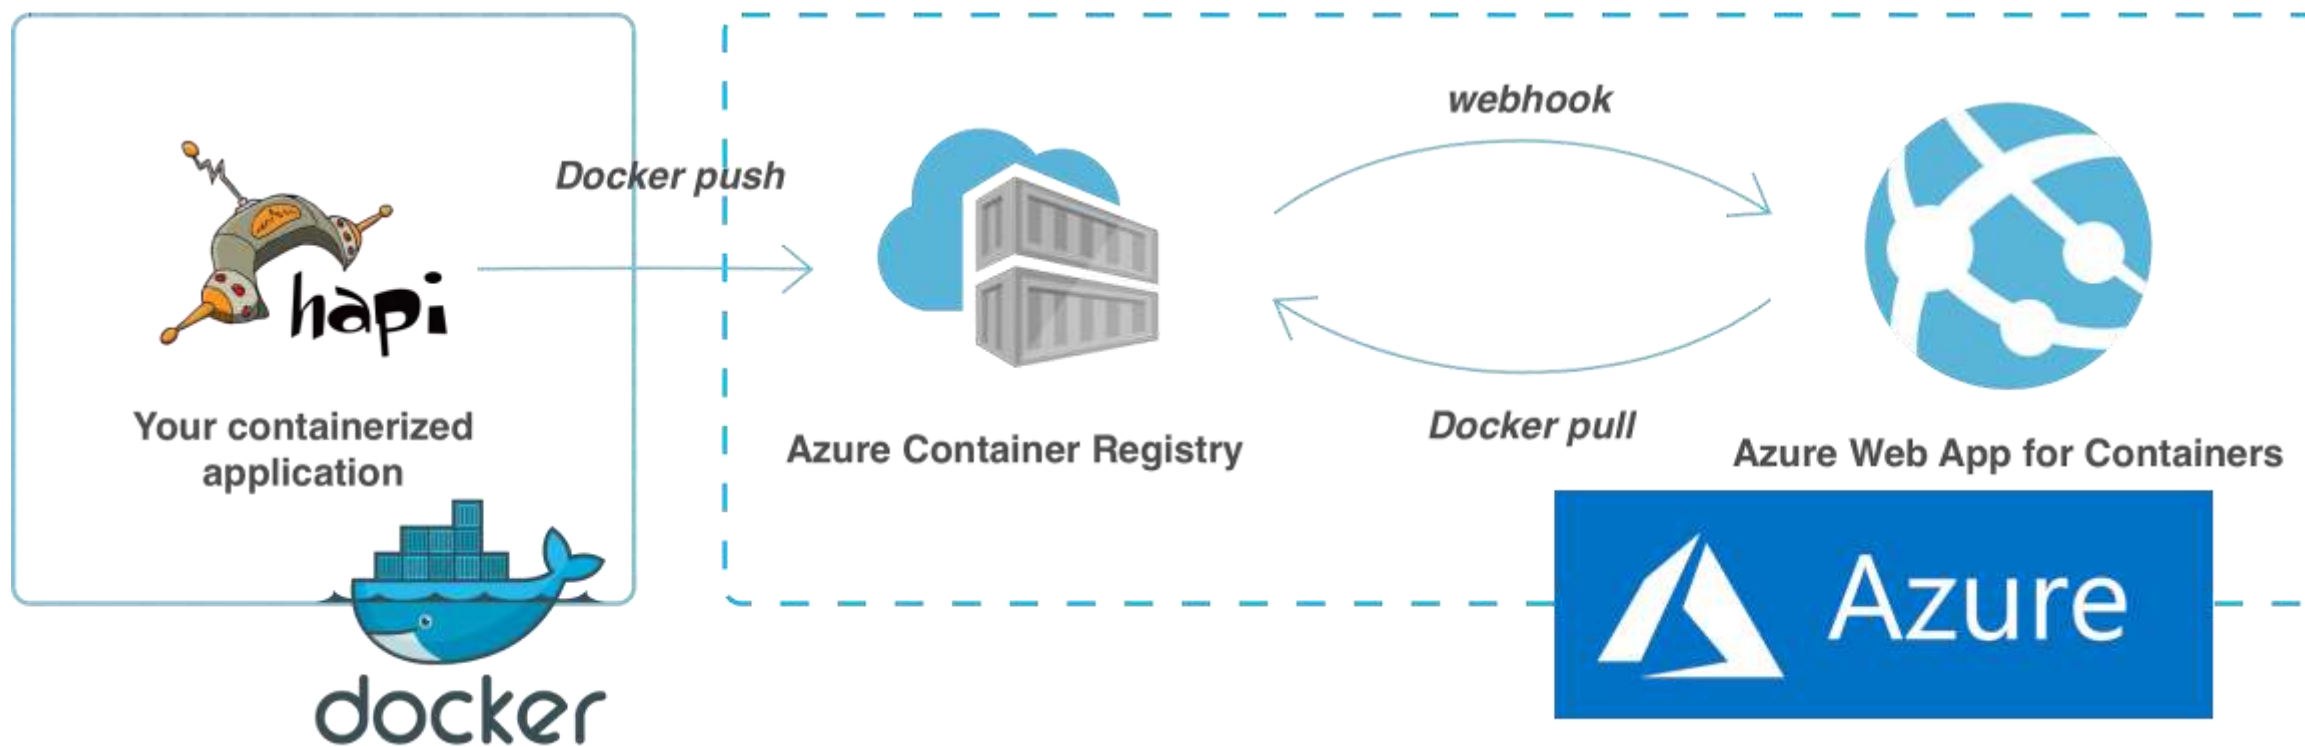 hapi
Your containerized
application
docker
Docker push
Azure Container Registry
webhook
Docker pull
Azure Web App for Containers
Azure